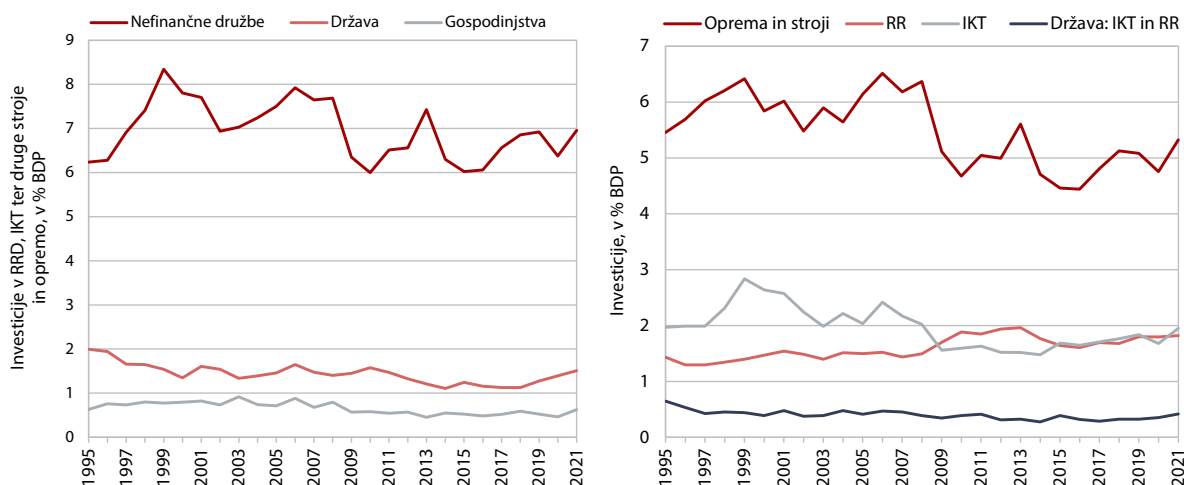 Nefinančne družbe Država Gospodinjstva
Investicije v RRD, IKT ter druge stroje
in opremo, v % BDP
9
8
7
6
5
4
3
2
1
0
1995 1997 1999 2001 2003 2005 2007 2009 2011 2013 2015 2017 2019 2021
Oprema in stroji RR IKT Država: IKT in RR
Investicije, v % BDP
7
6
5
4
3
2
1
0
1995 1997 1999 2001 2003 2005 2007 2009 2011 2013 2015 2017 2019 2021